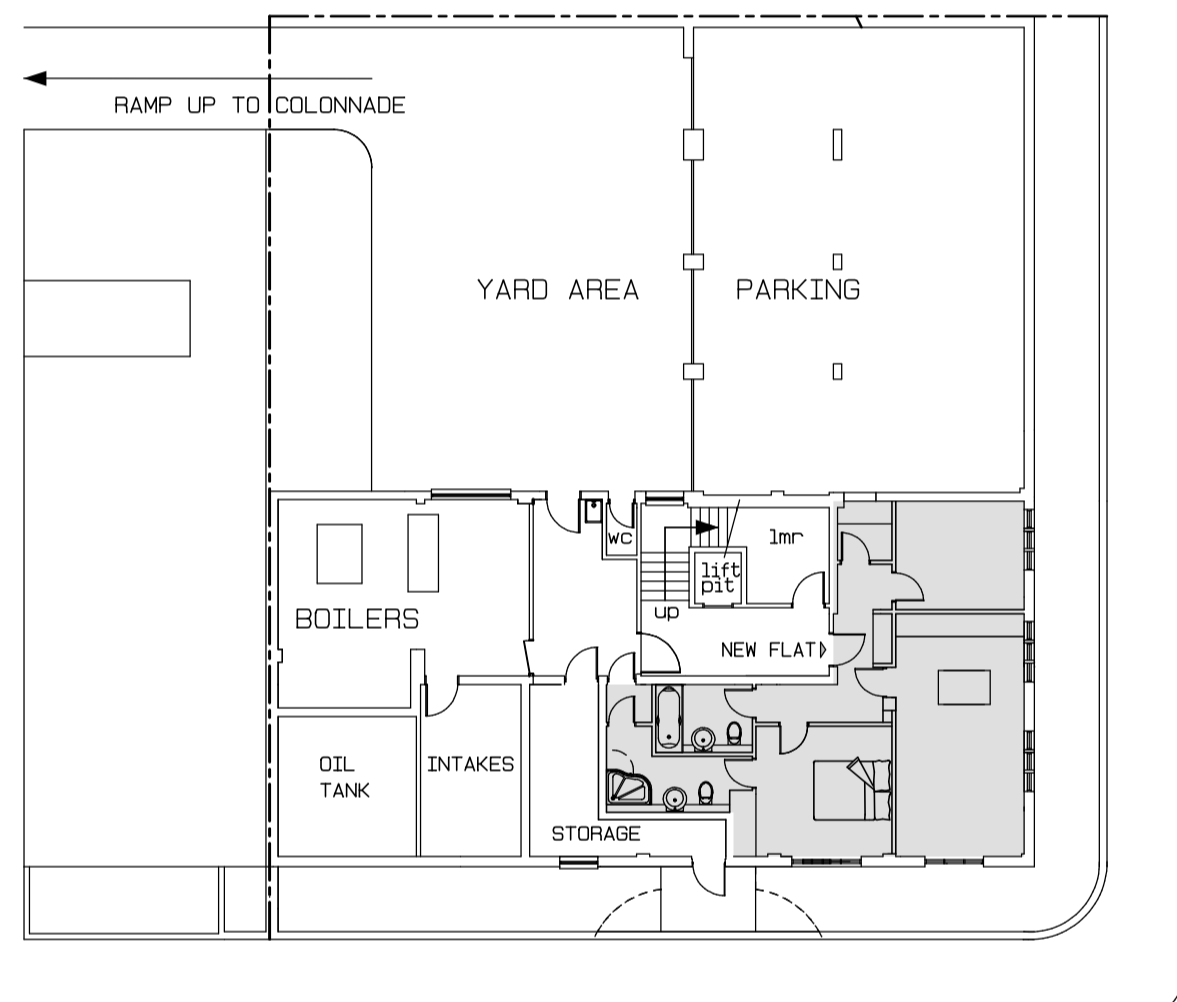 RAMP UP TO COLONNADE
YARD AREA
PARKING
wc
lmr
lift
pit
up
BOILERS
NEW FLAT
OIL
TANK
INTAKES
STORAGE